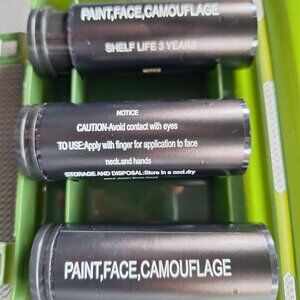 PAINT,FACE,CAMOUFLAGE
SHELF LIFE 3 YEARS
NOTICE
NOTICE
CAUTION-Avoid contact with eyes
TO USE:Apply with finger for application to face
neck.and hands
STORAGE AND DISPOSAL:Store in a cool.dry
PAINT,FACE,CAMOUFLAGE